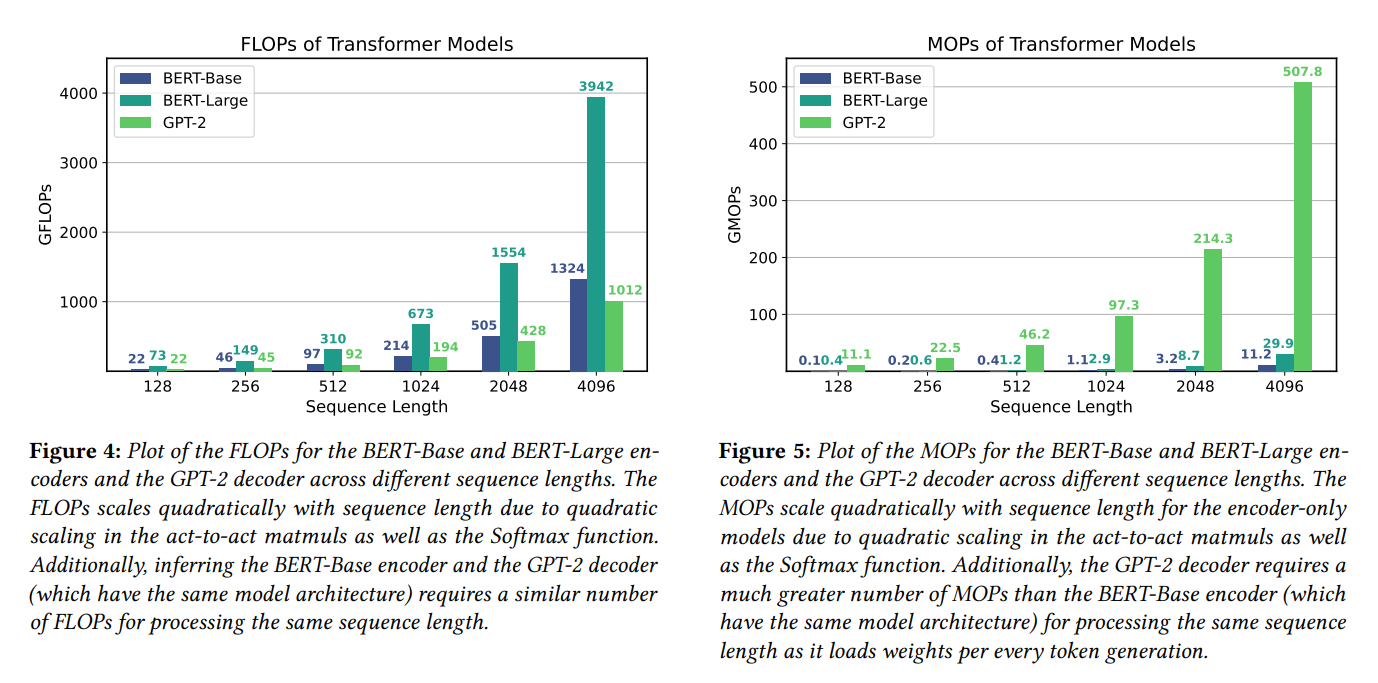 FLOPs of Transformer Models
BERT-Base
BERT-Large
GPT-2
GFLOPs
4000
3000
2000
1000
22 73 22
46 149 45
97 310 92
214 673 194
505 1554 428
1324 3942 1012
128 256 512 1024 2048 4096
Sequence Length
Figure 4: Plot of the FLOPs for the BERT-Base and BERT-Large en-
coders and the GPT-2 decoder across different sequence lengths. The
FLOPs scales quadratically with sequence length due to quadratic
scaling in the act-to-act matmuls as well as the Softmax function.
Additionally, inferring the BERT-Base encoder and the GPT-2 decoder
(which have the same model architecture) requires a similar number
of FLOPs for processing the same sequence length.
MOPs of Transformer Models
BERT-Base
BERT-Large
GPT-2
GMOPs
500
400
300
200
100
0.1 0.4 11.1
0.2 0.6 22.5
0.4 1.2 46.2
1.1 2.9 97.3
3.2 8.7 214.3
11.2 29.9 507.8
128 256 512 1024 2048 4096
Sequence Length
Figure 5: Plot of the MOPs for the BERT-Base and BERT-Large en-
coders and the GPT-2 decoder across different sequence lengths. The
MOPs scale quadratically with sequence length for the encoder-only
models due to quadratic scaling in the act-to-act matmuls as well
as the Softmax function. Additionally, the GPT-2 decoder requires a
much greater number of MOPs than the BERT-Base encoder (which
have the same model architecture) for processing the same sequence
length as it loads weights per every token generation.